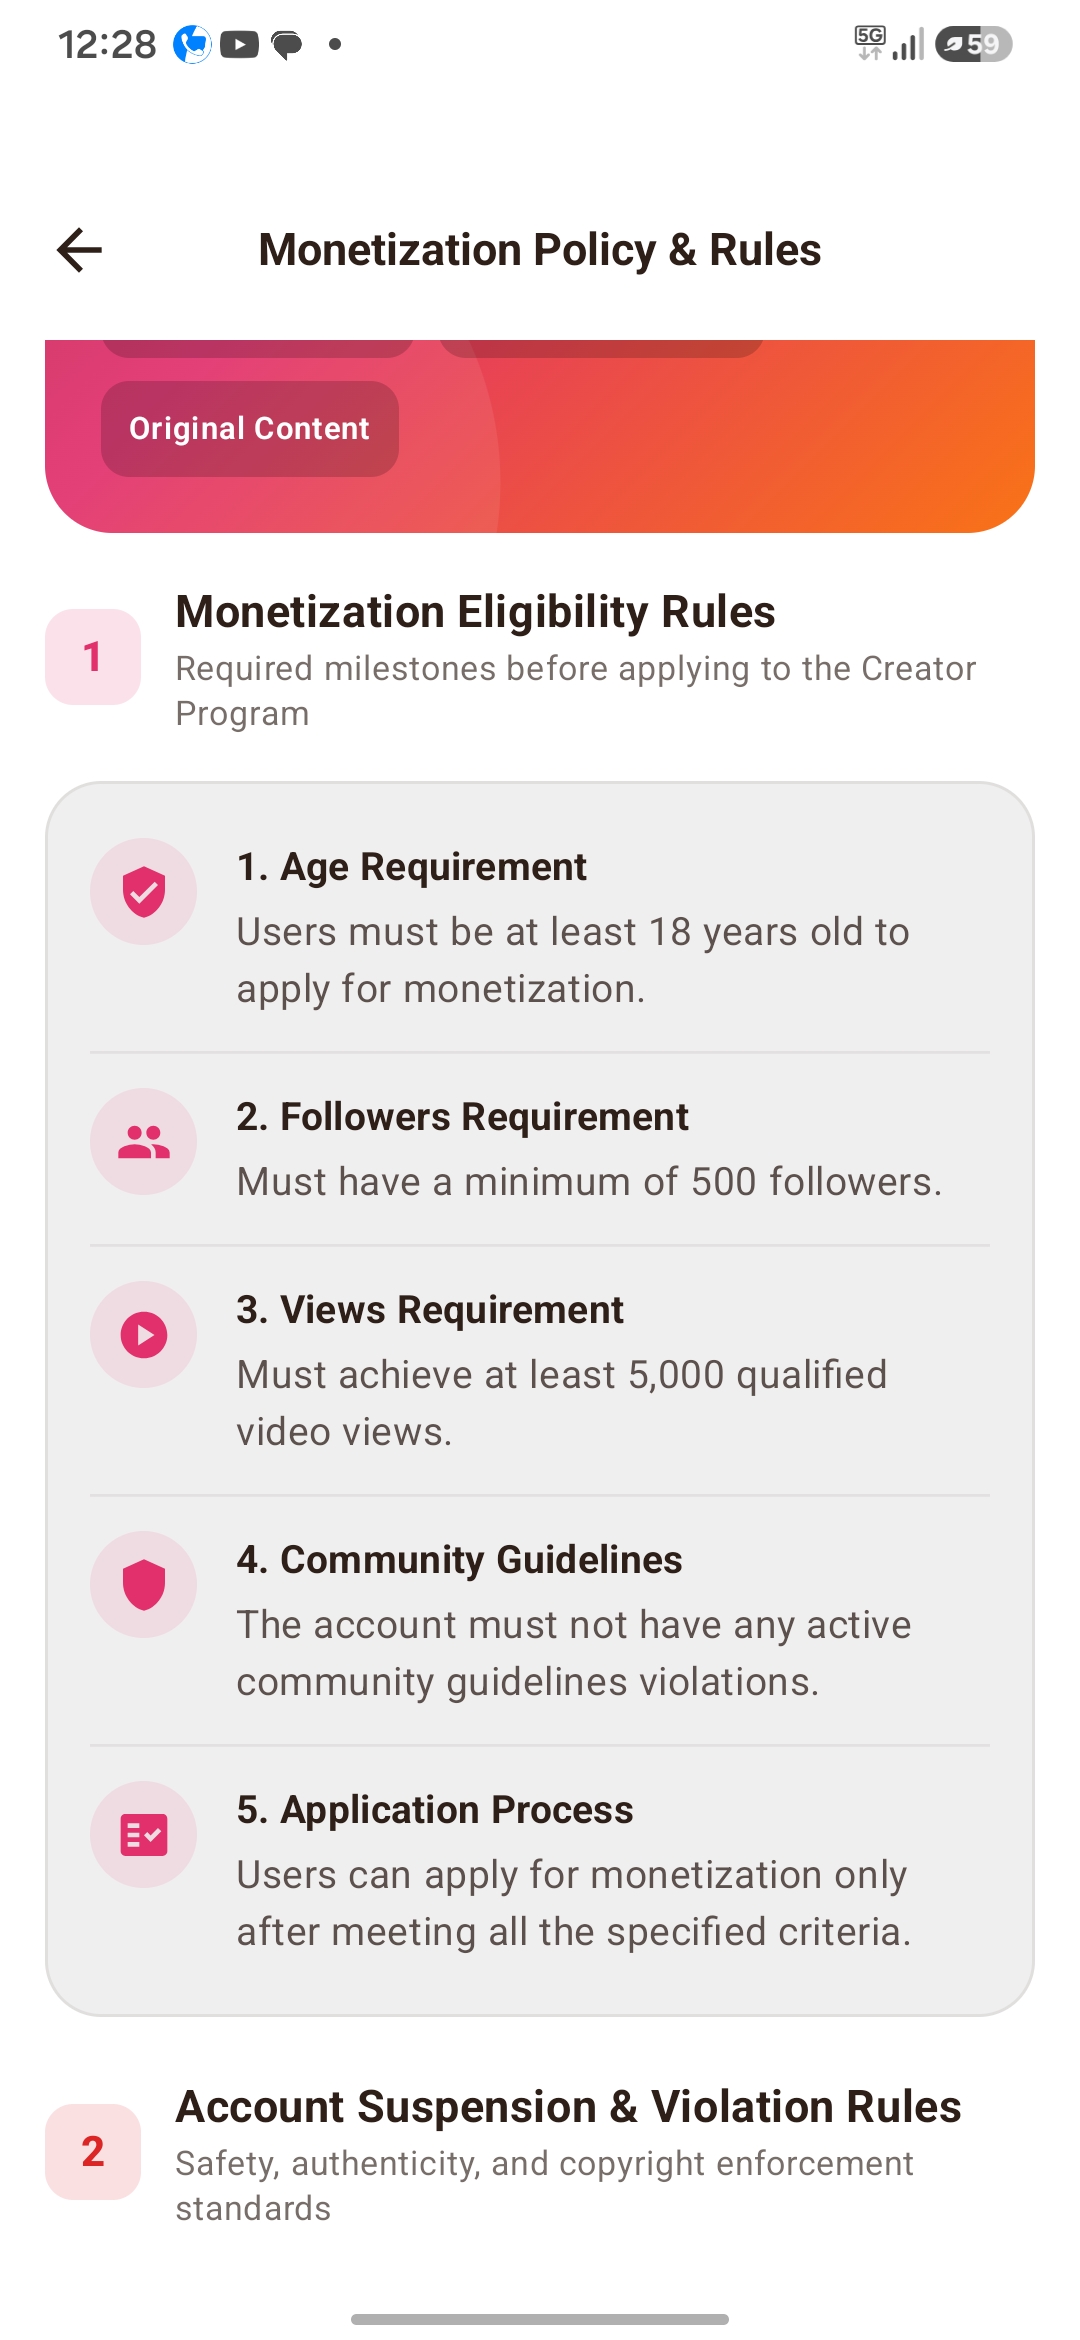 12:28
5G
59
Monetization Policy & Rules
Original Content
1
Monetization Eligibility Rules
Required milestones before applying to the Creator
Program
1. Age Requirement
Users must be at least 18 years old to
apply for monetization.
2. Followers Requirement
Must have a minimum of 500 followers.
3. Views Requirement
Must achieve at least 5,000 qualified
video views.
4. Community Guidelines
The account must not have any active
community guidelines violations.
5. Application Process
Users can apply for monetization only
after meeting all the specified criteria.
2
Account Suspension & Violation Rules
Safety, authenticity, and copyright enforcement
standards